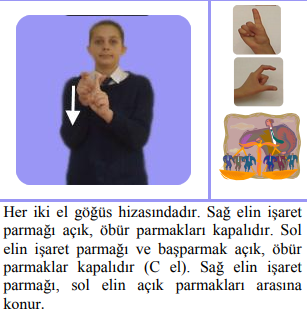 Her iki el göğüs hizasındadır. Sağ elin işaret
parmağı açık, öbür parmakları kapalıdır. Sol
elin işaret parmağı ve başparmak açık, öbür
parmaklar kapalıdır (C el). Sağ elin işaret
parmağı, sol elin açık parmakları arasına
konur.